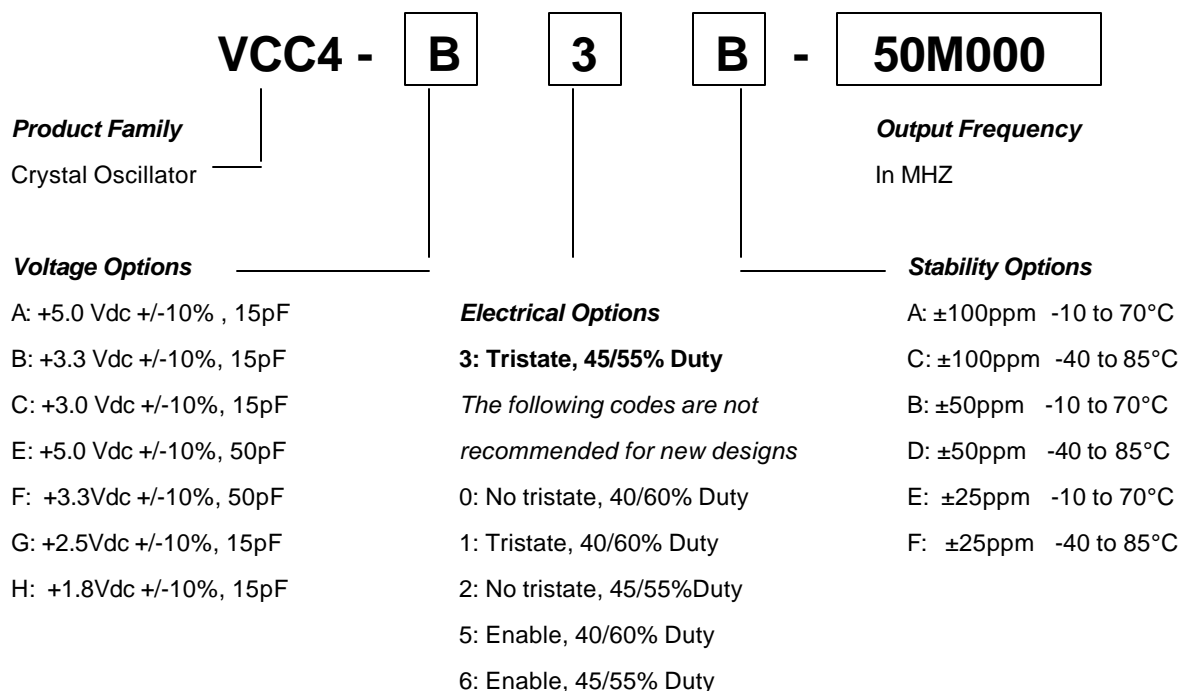 VCC4 - B 3 B - 50M000
Product Family
Crystal Oscillator
Output Frequency
In MHZ
Voltage Options
A: +5.0 Vdc +/-10% , 15pF
B: +3.3 Vdc +/-10%, 15pF
C: +3.0 Vdc +/-10%, 15pF
E: +5.0 Vdc +/-10%, 50pF
F: +3.3Vdc +/-10%, 50pF
G: +2.5Vdc +/-10%, 15pF
H: +1.8Vdc +/-10%, 15pF
Electrical Options
3: Tristate, 45/55% Duty
The following codes are not
recommended for new designs
0: No tristate, 40/60% Duty
1: Tristate, 40/60% Duty
2: No tristate, 45/55%Duty
5: Enable, 40/60% Duty
6: Enable, 45/55% Duty
Stability Options
A: ±100ppm -10 to 70°C
C: ±100ppm -40 to 85°C
B: ±50ppm -10 to 70°C
D: ±50ppm -40 to 85°C
E: ±25ppm -10 to 70°C
F: ±25ppm -40 to 85°C